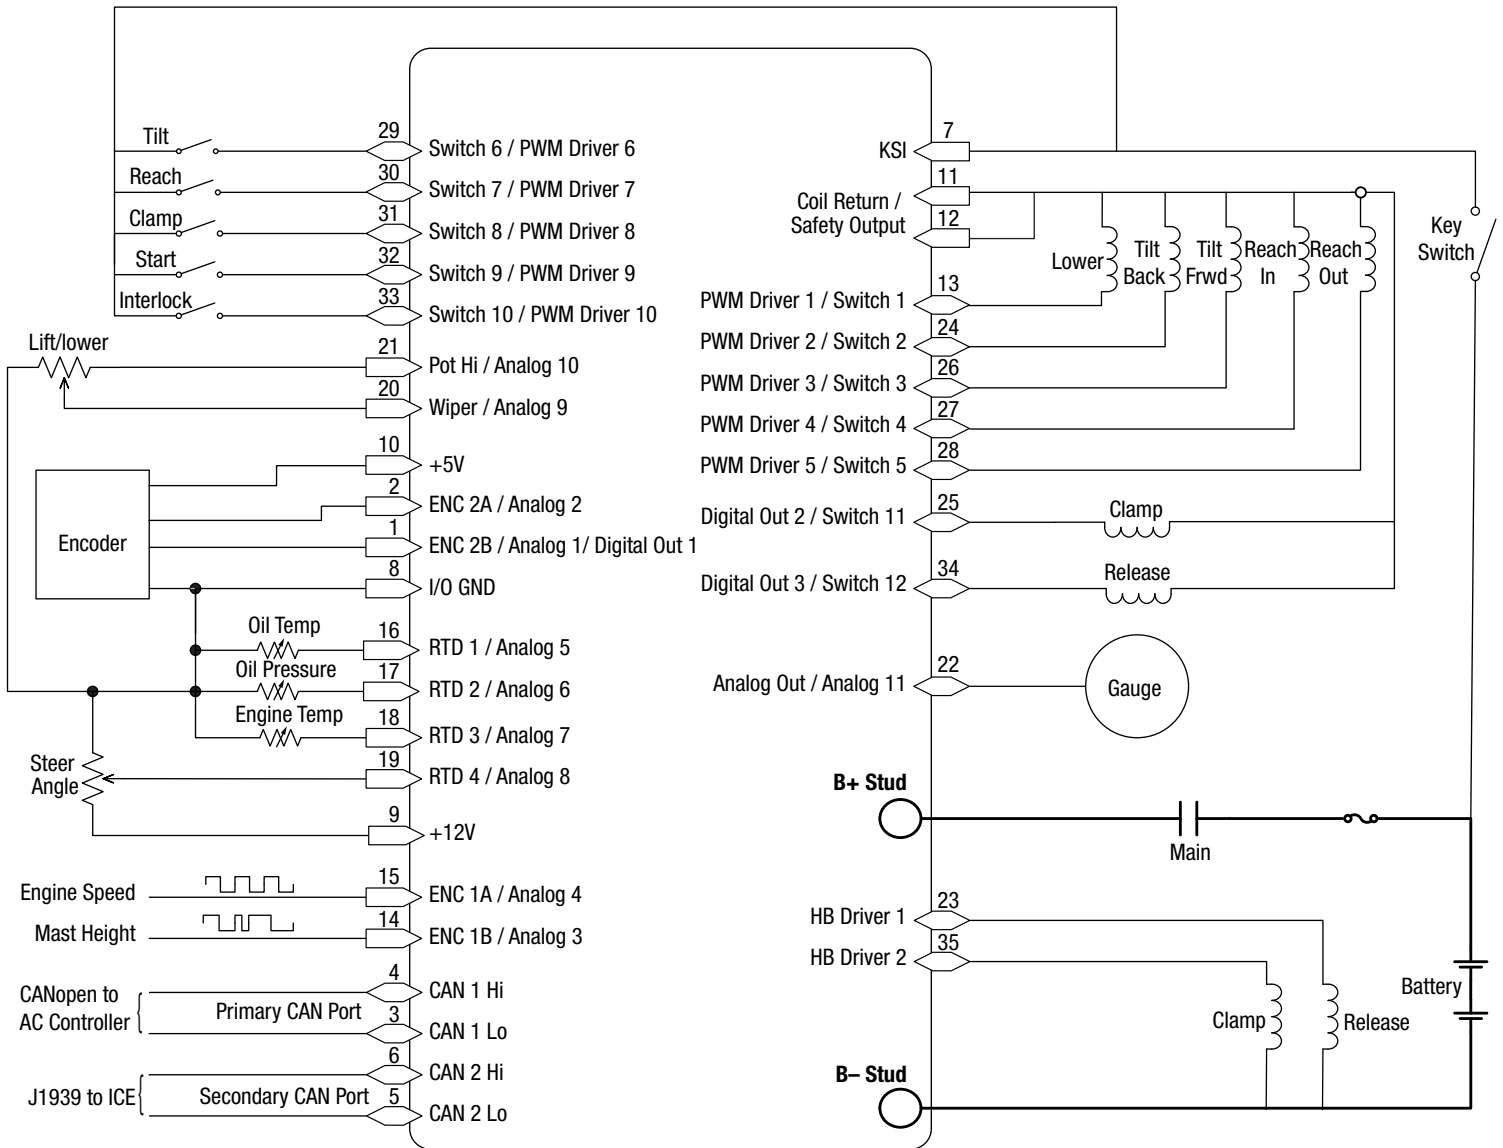 Tilt
29
Switch 6 / PWM Driver 6
Reach
30
Switch 7 / PWM Driver 7
Clamp
31
Switch 8 / PWM Driver 8
Start
32
Switch 9 / PWM Driver 9
Interlock
33
Switch 10 / PWM Driver 10
Lift/lower
21
Pot Hi / Analog 10
20
Wiper / Analog 9
Encoder
10
+5V
2
ENC 2A / Analog 2
1
ENC 2B / Analog 1/ Digital Out 1
8
I/O GND
Oil Temp
16
RTD 1 / Analog 5
Oil Pressure
17
RTD 2 / Analog 6
Engine Temp
18
RTD 3 / Analog 7
Steer
Angle
19
RTD 4 / Analog 8
9
+12V
Engine Speed
15
ENC 1A / Analog 4
Mast Height
14
ENC 1B / Analog 3
CANopen to
AC Controller
Primary CAN Port
4
CAN 1 Hi
3
CAN 1 Lo
J1939 to ICE
Secondary CAN Port
6
CAN 2 Hi
5
CAN 2 Lo
KSI
7
Coil Return /
Safety Output
11
12
Lower
Tilt
Back
Tilt
Frwd
Reach
In
Reach
Out
Key
Switch
PWM Driver 1 / Switch 1
13
PWM Driver 2 / Switch 2
24
PWM Driver 3 / Switch 3
26
PWM Driver 4 / Switch 4
27
PWM Driver 5 / Switch 5
28
Digital Out 2 / Switch 11
25
Clamp
Digital Out 3 / Switch 12
34
Release
Analog Out / Analog 11
22
Gauge
B+ Stud
Main
HB Driver 1
23
HB Driver 2
35
Clamp
Release
Battery
B– Stud